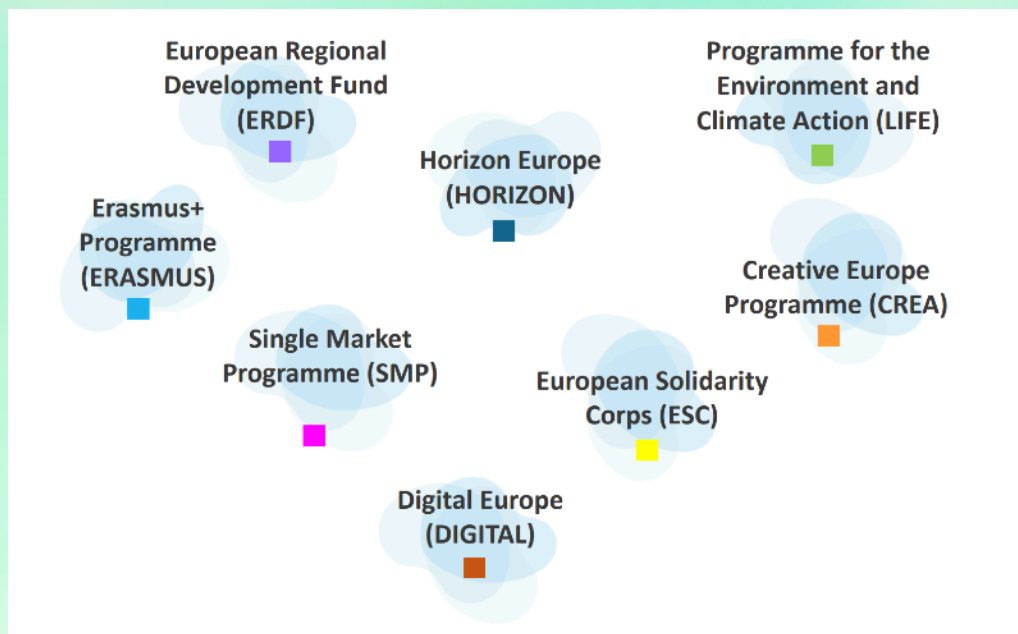 European Regional
Development Fund
(ERDF)
Programme for the
Environment and
Climate Action (LIFE)
Horizon Europe
(HORIZON)
Erasmus+
Programme
(ERASMUS)
Creative Europe
Programme (CREA)
Single Market
Programme (SMP)
European Solidarity
Corps (ESC)
Digital Europe
(DIGITAL)